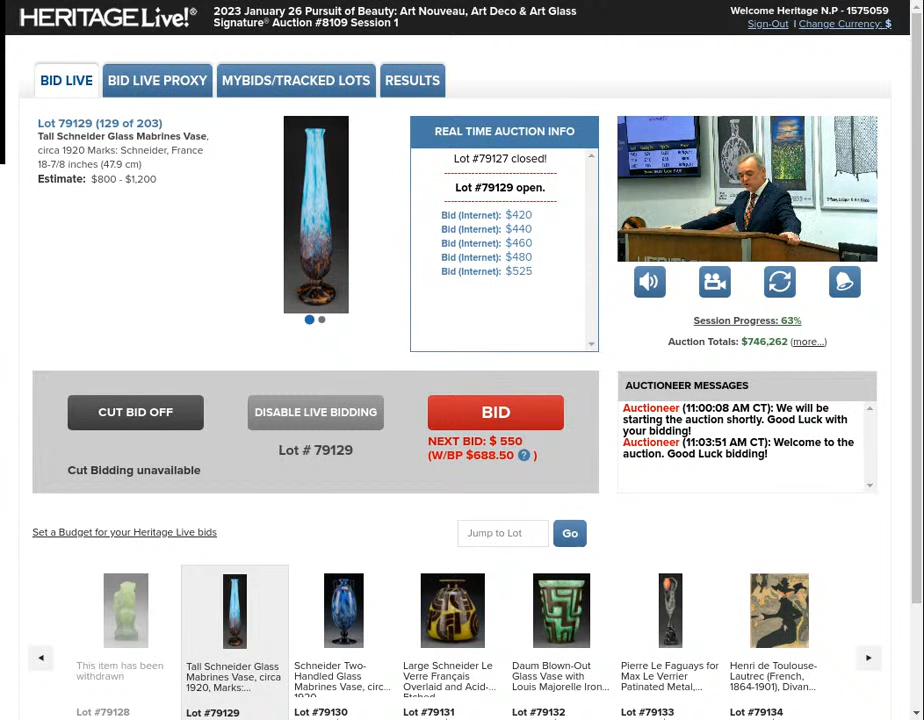 HERITAGE Live!®
2023 January 26 Pursuit of Beauty: Art Nouveau, Art Deco & Art Glass
Signature® Auction #8109 Session 1
Welcome Heritage N.P - 1575059
Sign-Out | Change Currency: $
BID LIVE
BID LIVE PROXY
MYBIDS/TRACKED LOTS
RESULTS
Lot 79129 (129 of 203)
Tall Schneider Glass Mabrines Vase,
circa 1920 Marks: Schneider, France
18-7/8 inches (47.9 cm)
Estimate: $800 - $1,200
REAL TIME AUCTION INFO
Lot #79127 closed!
Lot #79129 open.
Bid (Internet): $420
Bid (Internet): $440
Bid (Internet): $460
Bid (Internet): $480
Bid (Internet): $525
Session Progress: 63%
Auction Totals: $746,262 (more...)
CUT BID OFF
DISABLE LIVE BIDDING
BID
Lot # 79129
NEXT BID: $ 550
(W/BP $688.50 ? )
Cut Bidding unavailable
AUCTIONEER MESSAGES
Auctioneer (11:00:08 AM CT): We will be
starting the auction shortly. Good Luck with
your bidding!
Auctioneer (11:03:51 AM CT): Welcome to the
auction. Good Luck bidding!
Set a Budget for your Heritage Live bids
Jump to Lot
Go
This item has been
withdrawn
Lot #79128
Tall Schneider Glass
Mabrines Vase, circa
1920, Marks:...
Lot #79129
Schneider Two-
Handled Glass
Mabrines Vase, circ...
1920
Lot #79130
Large Schneider Le
Verre Français
Overlaid and Acid-
Etched
Lot #79131
Daum Blown-Out
Glass Vase with
Louis Majorelle Iron...
Lot #79132
Pierre Le Faguays for
Max Le Verrier
Patinated Metal,...
Lot #79133
Henri de Toulouse-
Lautrec (French,
1864-1901), Divan...
Lot #79134